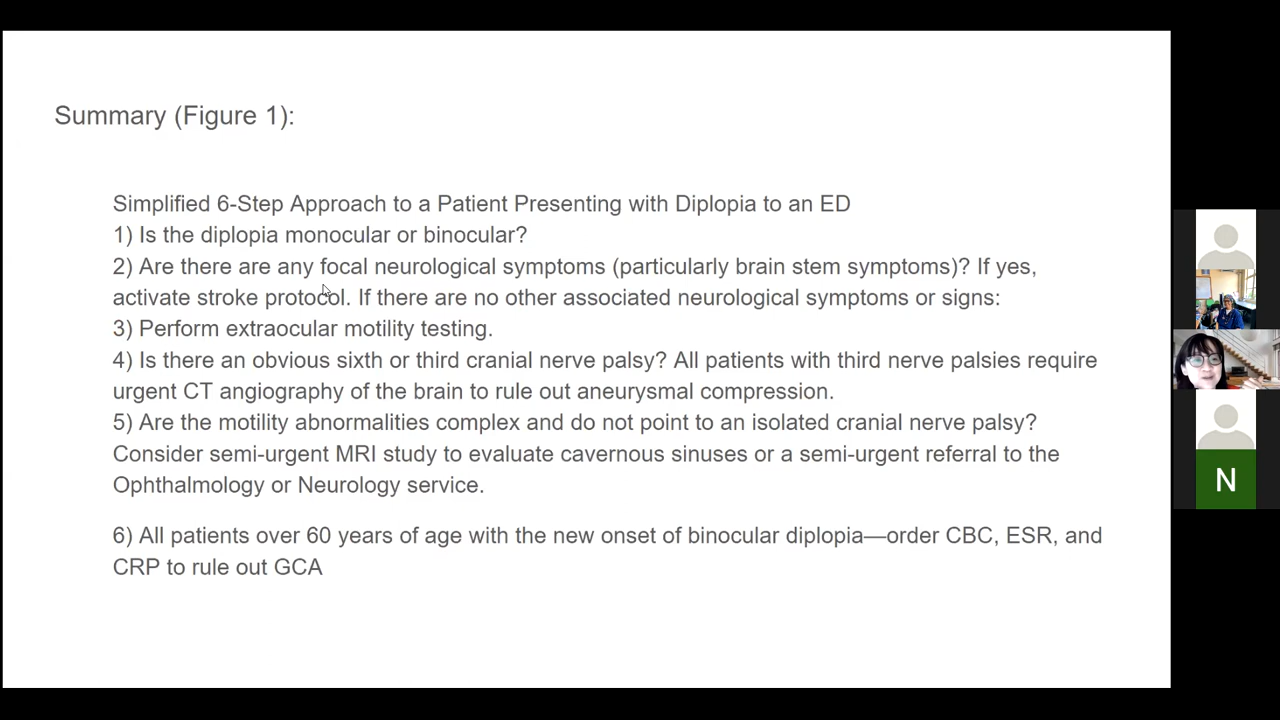 Summary (Figure 1):
Simplified 6-Step Approach to a Patient Presenting with Diplopia to an ED
1) Is the diplopia monocular or binocular?
2) Are there are any focal neurological symptoms (particularly brain stem symptoms)? If yes,
activate stroke protocol. If there are no other associated neurological symptoms or signs:
3) Perform extraocular motility testing.
4) Is there an obvious sixth or third cranial nerve palsy? All patients with third nerve palsies require
urgent CT angiography of the brain to rule out aneurysmal compression.
5) Are the motility abnormalities complex and do not point to an isolated cranial nerve palsy?
Consider semi-urgent MRI study to evaluate cavernous sinuses or a semi-urgent referral to the
Ophthalmology or Neurology service.
6) All patients over 60 years of age with the new onset of binocular diplopia—order CBC, ESR, and
CRP to rule out GCA
N